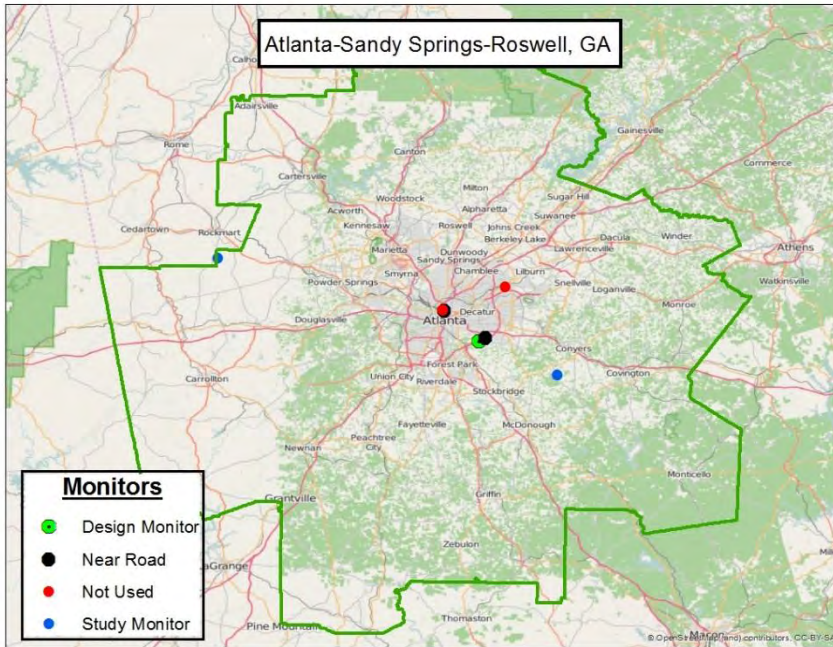 Atlanta-Sandy Springs-Roswell, GA
Calho
Adairsville
Rome
Gainesville
Commerce
Canton
Cartersville
Woodstock
Milton
Sugar Hill
Acworth
Alpharetta
Suwanee
Kennesaw
Roswell
Johns Creek
Berkeley Lake
Dacula
Winder
Cedartown
Rockmart
Marietta
Dunwoody
Lawrenceville
Athens
Sandy Springs
Smyrna
Chamblee
Lilburn
Powder Springs
Snellville
Watkinsville
Loganville
Monroe
Douglasville
Atlanta
Decatur
Conyers
Forest Park
Covington
Carrollton
Union City
Riverdale
Stockbridge
Fayetteville
McDonough
Peachtree
City
Newnan
Monticello
Griffin
Grantville
Zebulon
LaGrange
Thomaston
Pine Mountain
Macon
Monitors
Design Monitor
Near Road
Not Used
Study Monitor
© OpenStreetMap (and) contributors, CC-BY-SA